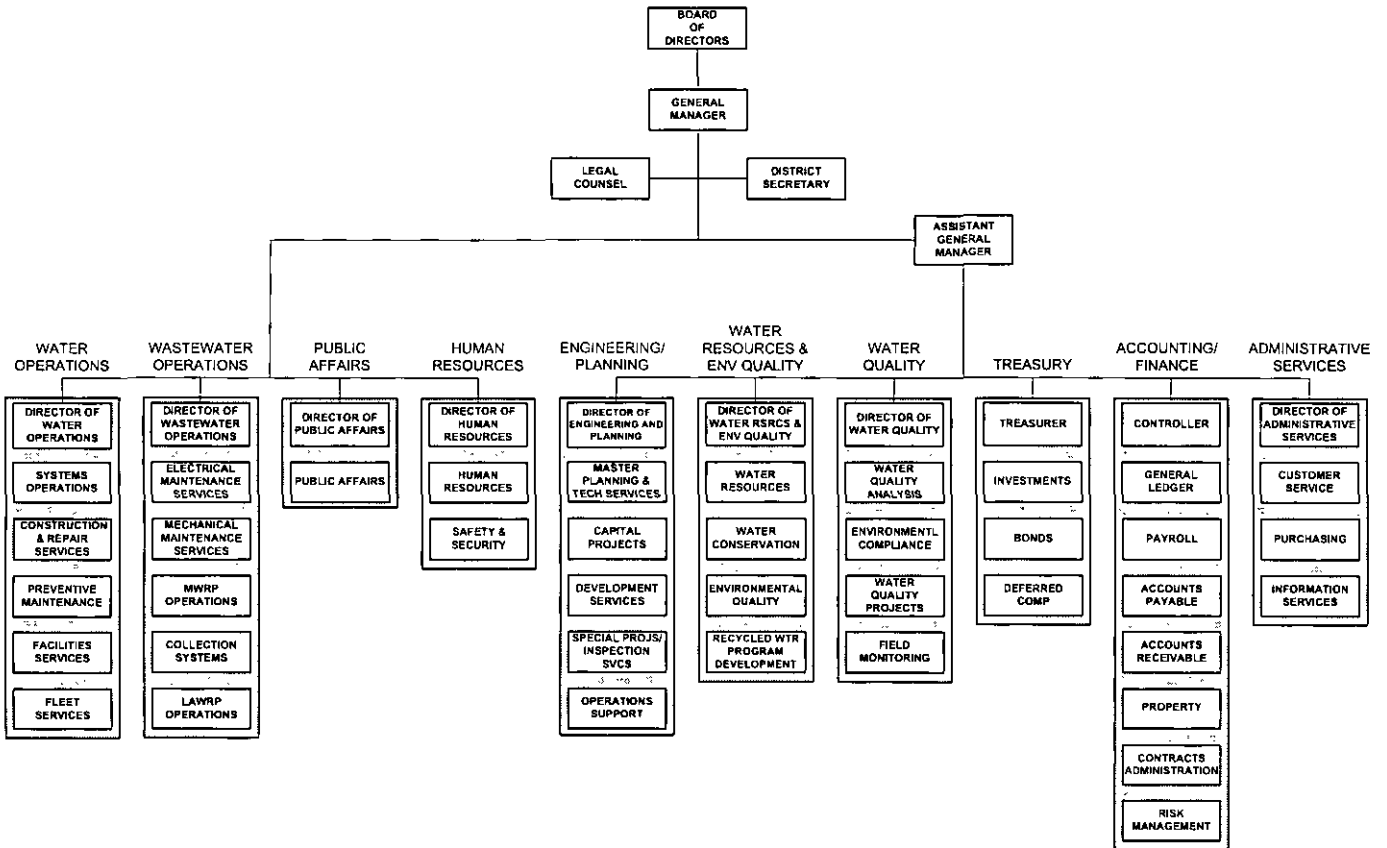 BOARD
OF
DIRECTORS
GENERAL
MANAGER
LEGAL
COUNSEL
DISTRICT
SECRETARY
ASSISTANT
GENERAL
MANAGER
WATER
OPERATIONS
DIRECTOR OF
WATER
OPERATIONS
SYSTEMS
OPERATIONS
CONSTRUCTION
& REPAIR
SERVICES
PREVENTIVE
MAINTENANCE
FACILITIES
SERVICES
FLEET
SERVICES
WASTEWATER
OPERATIONS
DIRECTOR OF
WASTEWATER
OPERATIONS
ELECTRICAL
MAINTENANCE
SERVICES
MECHANICAL
MAINTENANCE
SERVICES
MWRP
OPERATIONS
COLLECTION
SYSTEMS
LAWRP
OPERATIONS
PUBLIC
AFFAIRS
DIRECTOR OF
PUBLIC AFFAIRS
PUBLIC AFFAIRS
HUMAN
RESOURCES
DIRECTOR OF
HUMAN
RESOURCES
HUMAN
RESOURCES
SAFETY &
SECURITY
ENGINEERING/
PLANNING
DIRECTOR OF
ENGINEERING AND
PLANNING
MASTER
PLANNING &
TECH SERVICES
CAPITAL
PROJECTS
DEVELOPMENT
SERVICES
SPECIAL PROJS/
INSPECTION
SVCS
OPERATIONS
SUPPORT
WATER
RESOURCES &
ENV QUALITY
DIRECTOR OF
WATER RSRCS &
ENV QUALITY
WATER
RESOURCES
WATER
CONSERVATION
ENVIRONMENTAL
QUALITY
RECYCLED WTR
PROGRAM
DEVELOPMENT
WATER
QUALITY
DIRECTOR OF
WATER QUALITY
WATER
QUALITY
ANALYSIS
ENVIRONMENTL
COMPLIANCE
WATER
QUALITY
PROJECTS
FIELD
MONITORING
TREASURY
TREASURER
INVESTMENTS
BONDS
DEFERRED
COMP
ACCOUNTING/
FINANCE
CONTROLLER
GENERAL
LEDGER
PAYROLL
ACCOUNTS
PAYABLE
ACCOUNTS
RECEIVABLE
PROPERTY
CONTRACTS
ADMINISTRATION
RISK
MANAGEMENT
ADMINISTRATIVE
SERVICES
DIRECTOR OF
ADMINISTRATIVE
SERVICES
CUSTOMER
SERVICE
PURCHASING
INFORMATION
SERVICES